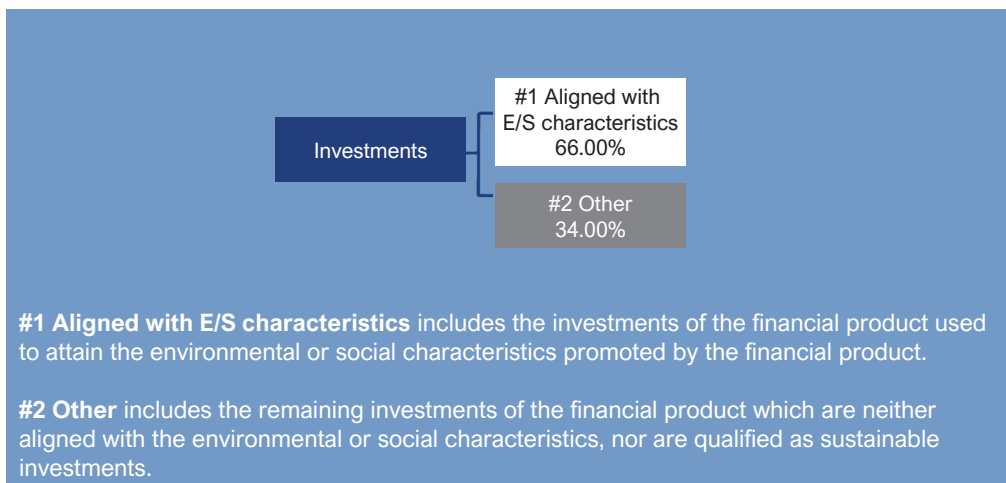 Investments
#1 Aligned with
E/S characteristics
66.00%
#2 Other
34.00%
#1 Aligned with E/S characteristics includes the investments of the financial product used
to attain the environmental or social characteristics promoted by the financial product.
#2 Other includes the remaining investments of the financial product which are neither
aligned with the environmental or social characteristics, nor are qualified as sustainable
investments.